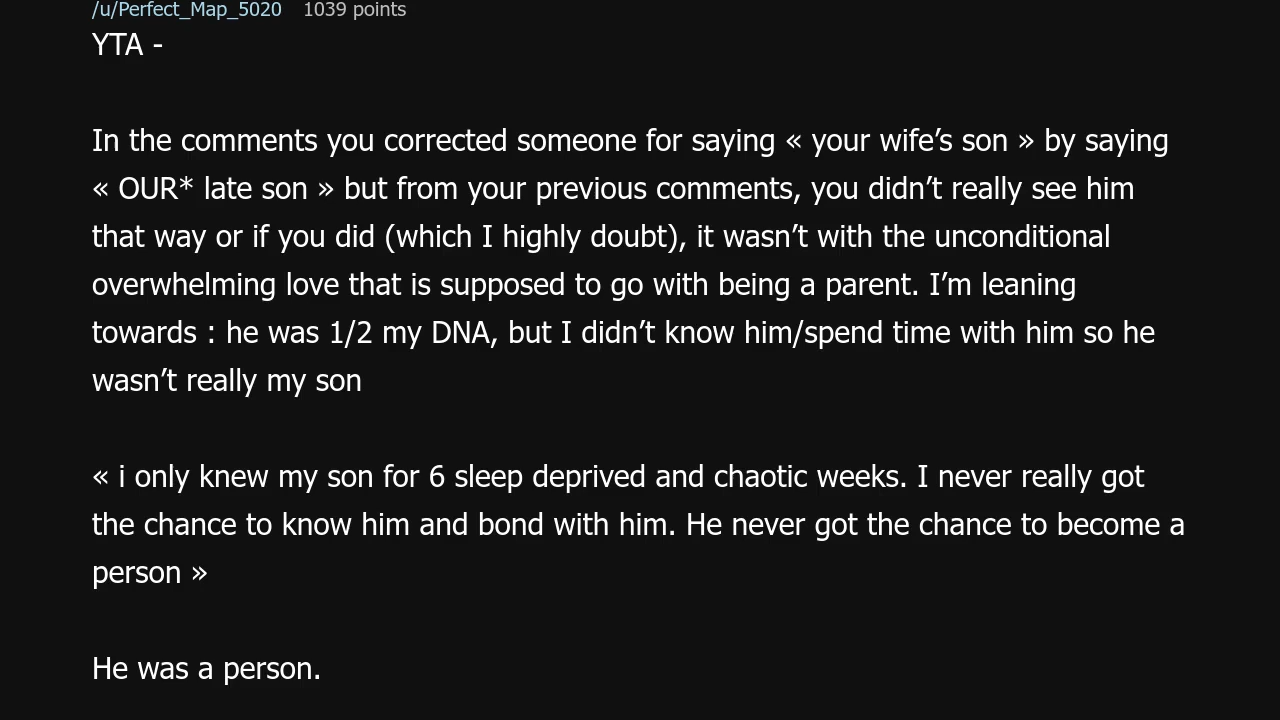 /u/Perfect_Map_5020 1039 points
YTA -
In the comments you corrected someone for saying « your wife’s son » by saying
« OUR* late son » but from your previous comments, you didn’t really see him
that way or if you did (which I highly doubt), it wasn’t with the unconditional
overwhelming love that is supposed to go with being a parent. I’m leaning
towards : he was 1/2 my DNA, but I didn’t know him/spend time with him so he
wasn’t really my son
« i only knew my son for 6 sleep deprived and chaotic weeks. I never really got
the chance to know him and bond with him. He never got the chance to become a
person »
He was a person.